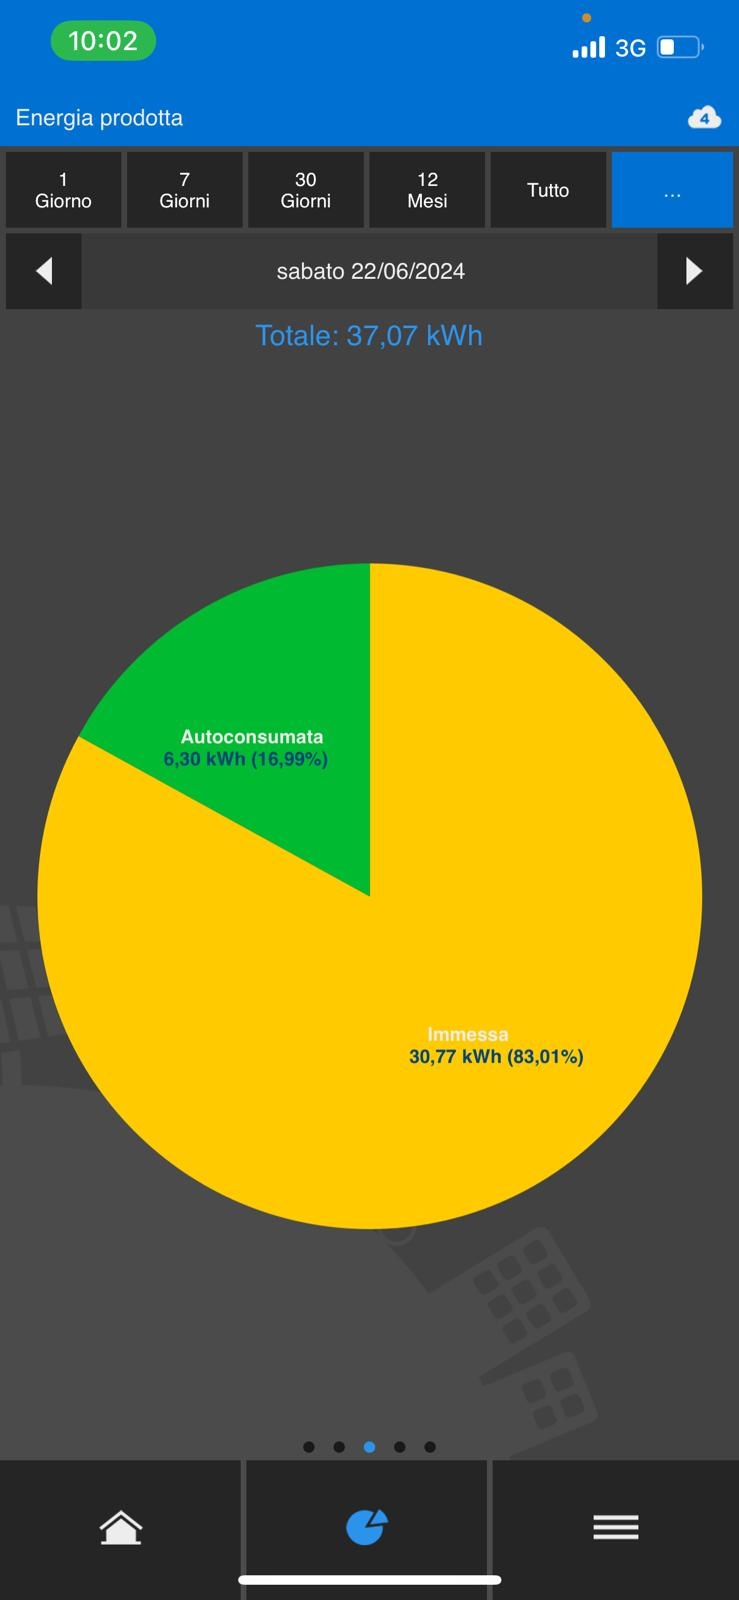 10:02
3G
Energia prodotta
4
1
Giorno
7
Giorni
30
Giorni
12
Mesi
Tutto
...
sabato 22/06/2024
Totale: 37,07 kWh
Autoconsumata
6,30 kWh (16,99%)
Immessa
30,77 kWh (83,01%)